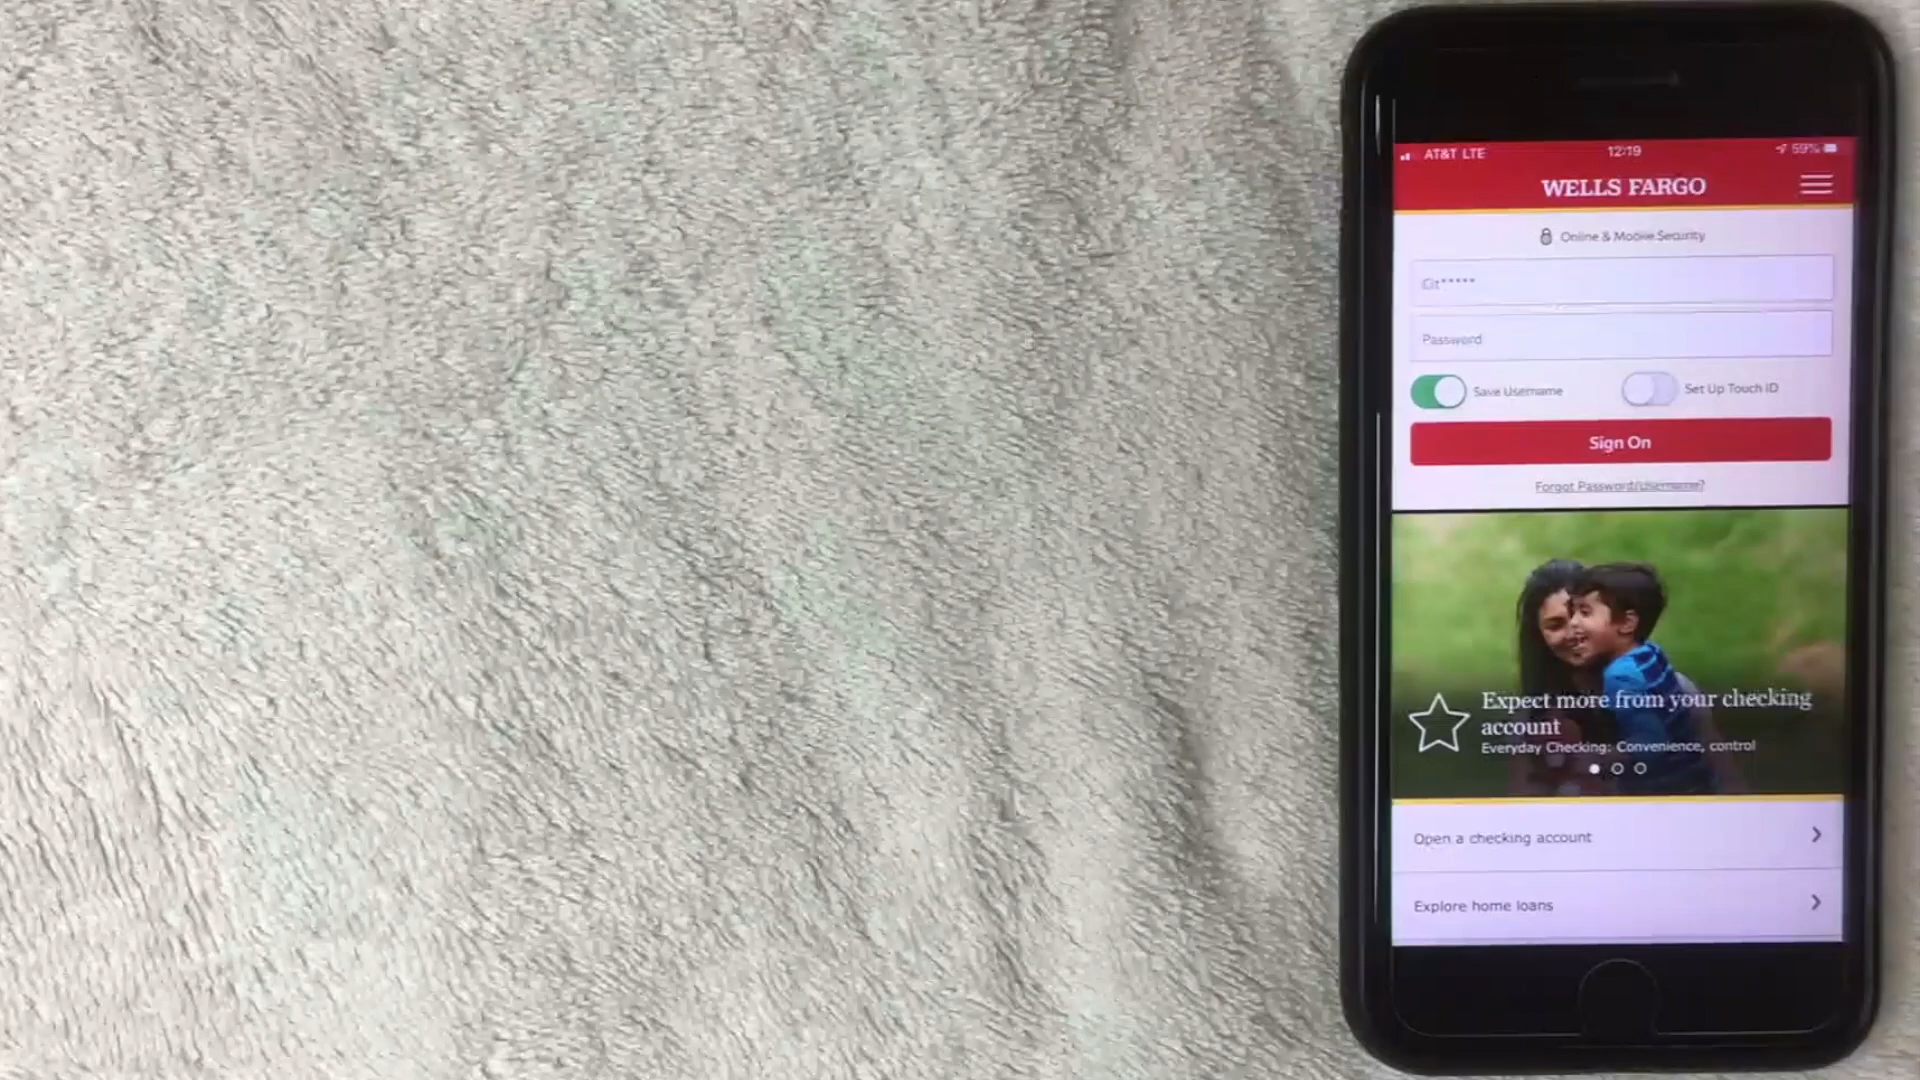 AT&T LTE 12:19 59%
WELLS FARGO
Online & Mobile Security
Cit*****
Password
Save Username Set Up Touch ID
Sign On
Forgot Password/Username?
Expect more from your checking
account
Everyday Checking: Convenience, control
Open a checking account
Explore home loans